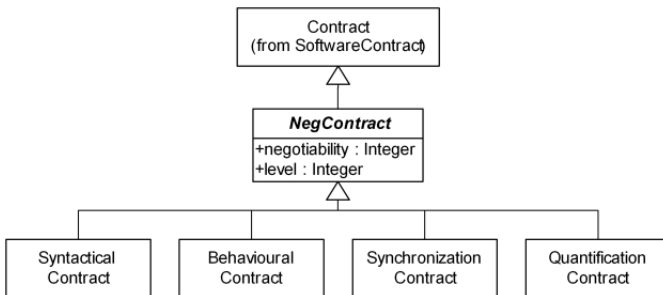 Contract
(from SoftwareContract)
NegContract
+negotiability : Integer
+level : Integer
Syntactical
Contract
Behavioural
Contract
Synchronization
Contract
Quantification
Contract